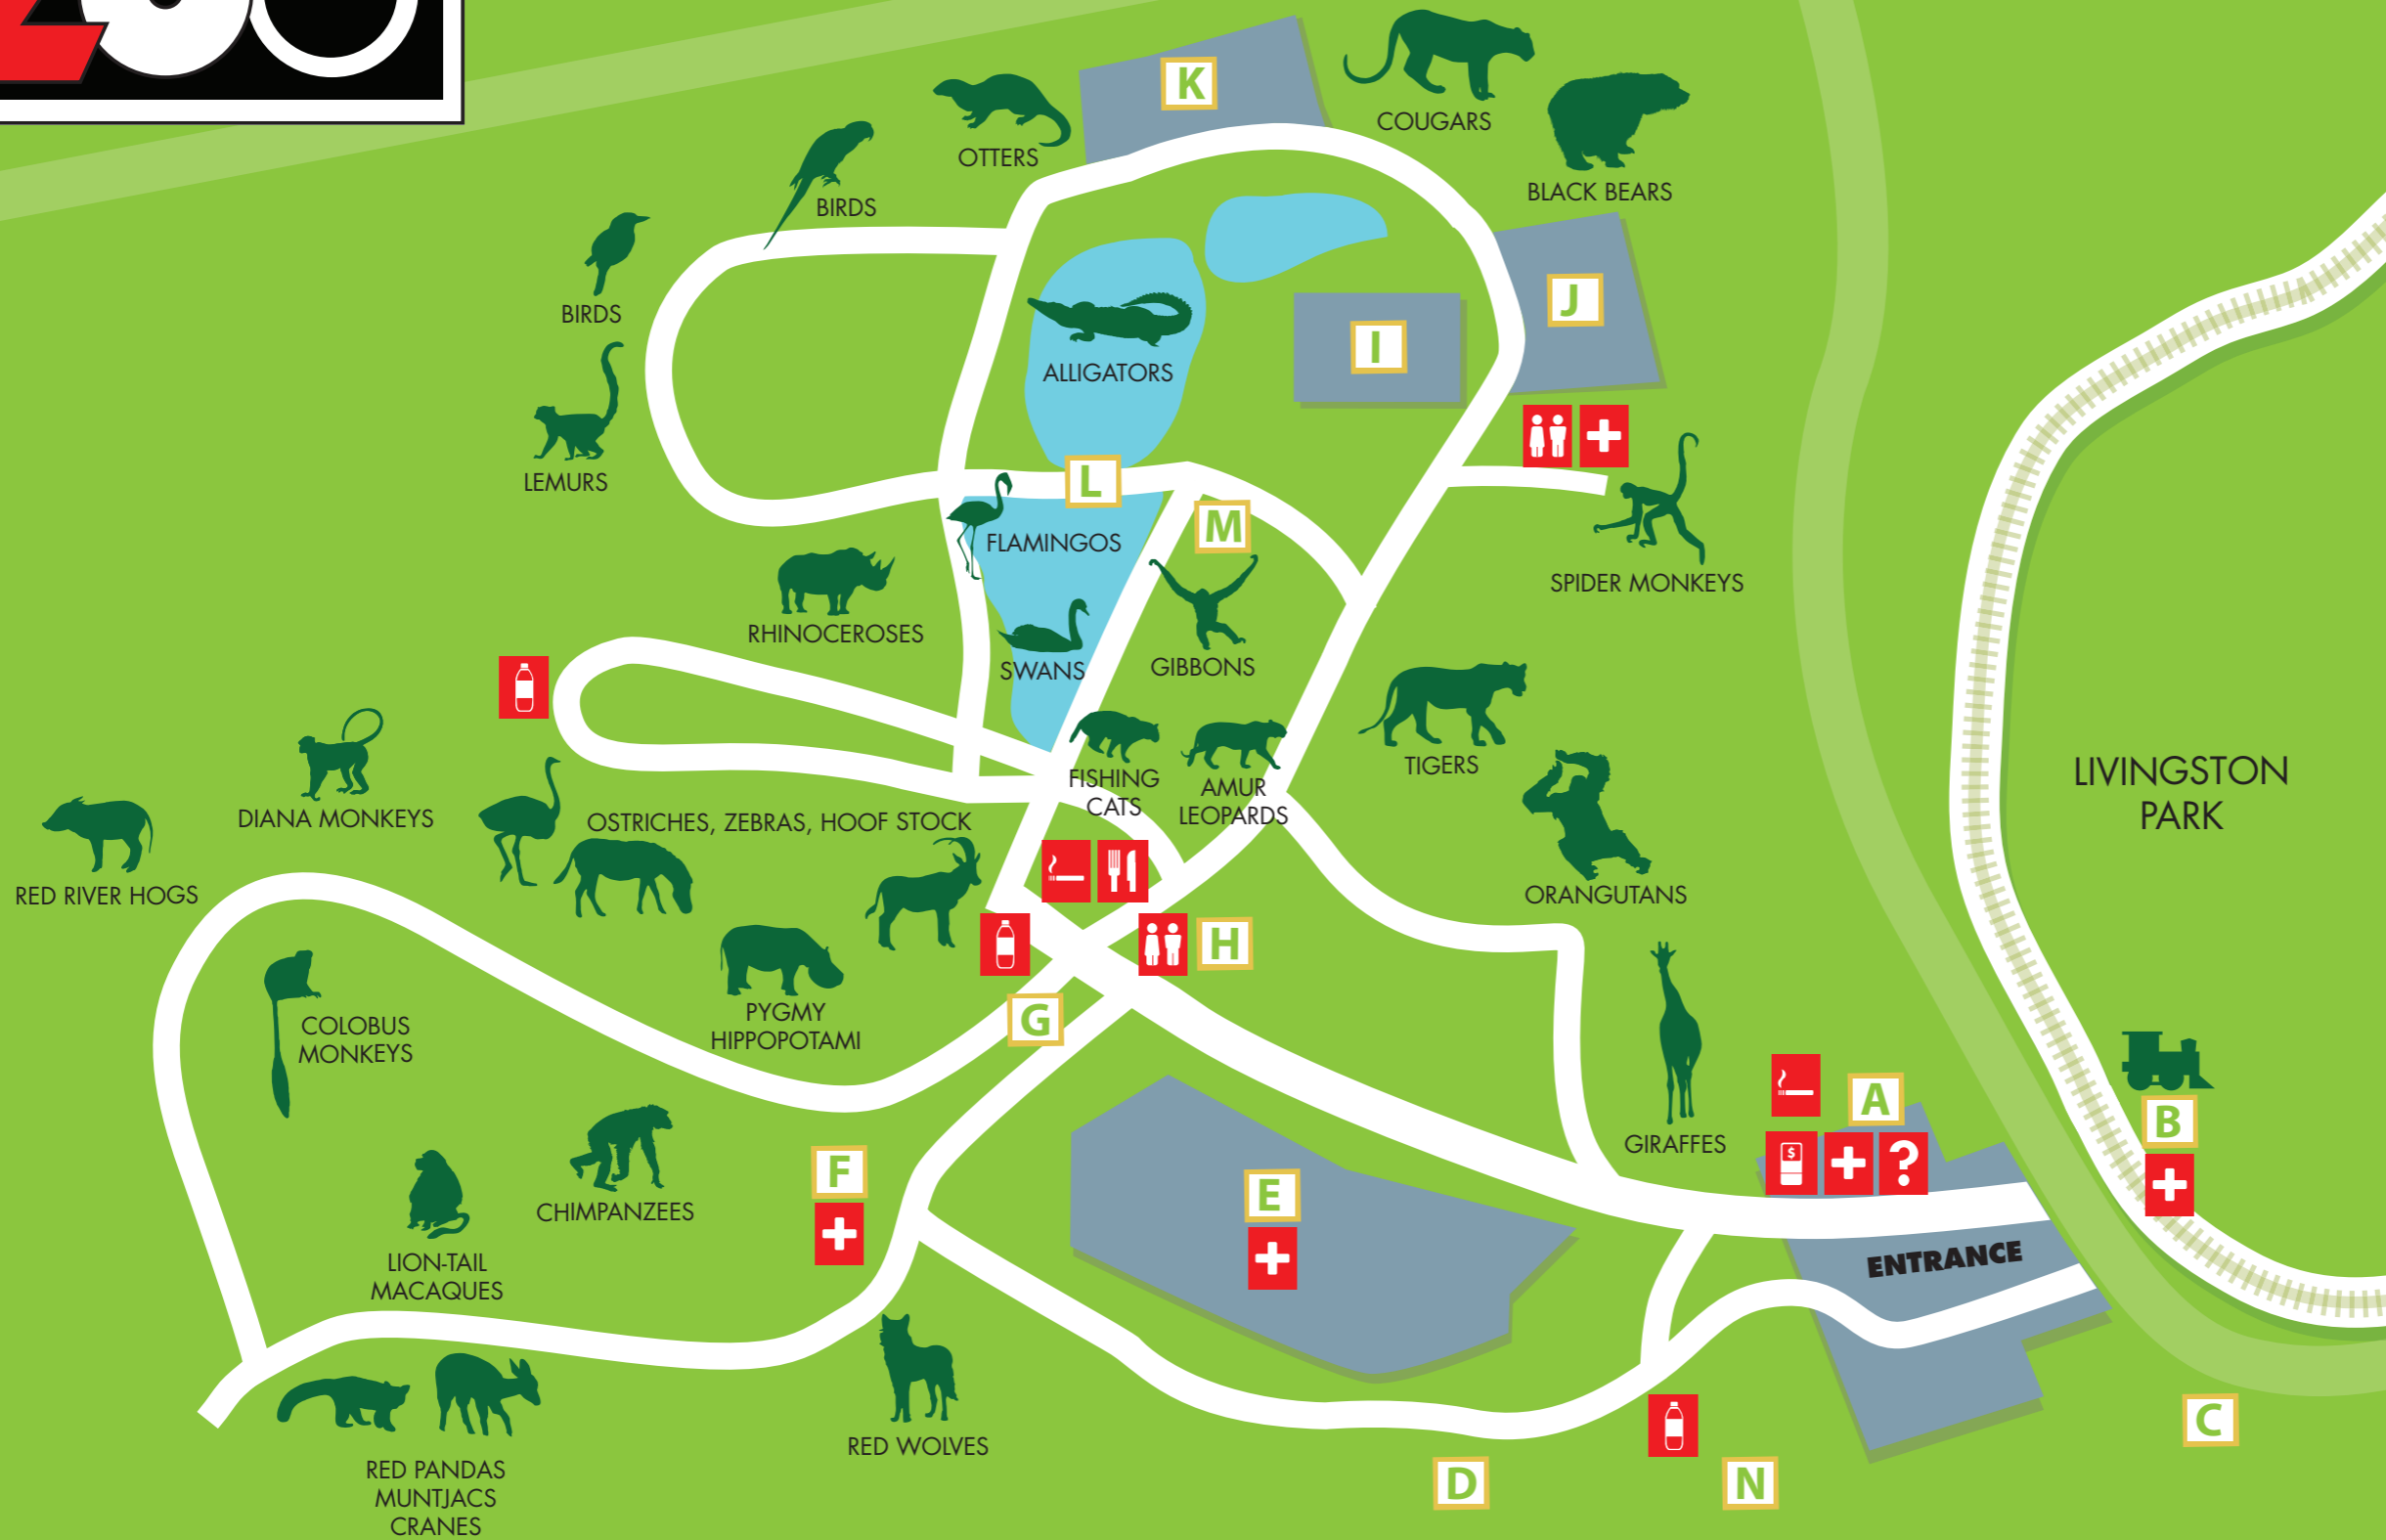 K
COUGARS
OTTERS
BLACK BEARS
BIRDS
BIRDS
J
I
ALLIGATORS
LEMURS
L
M
FLAMINGOS
SPIDER MONKEYS
RHINOCEROSES
SWANS
GIBBONS
TIGERS
FISHING
CATS
AMUR
LEOPARDS
LIVINGSTON
PARK
DIANA MONKEYS
OSTRICHES, ZEBRAS, HOOF STOCK
RED RIVER HOGS
ORANGUTANS
H
PYGMY
HIPPOPOTAMI
G
COLOBUS
MONKEYS
A
B
GIRAFFES
$
?
F
E
CHIMPANZEES
LION-TAIL
MACAQUES
ENTRANCE
RED WOLVES
C
D
N
RED PANDAS
MUNTJACS
CRANES